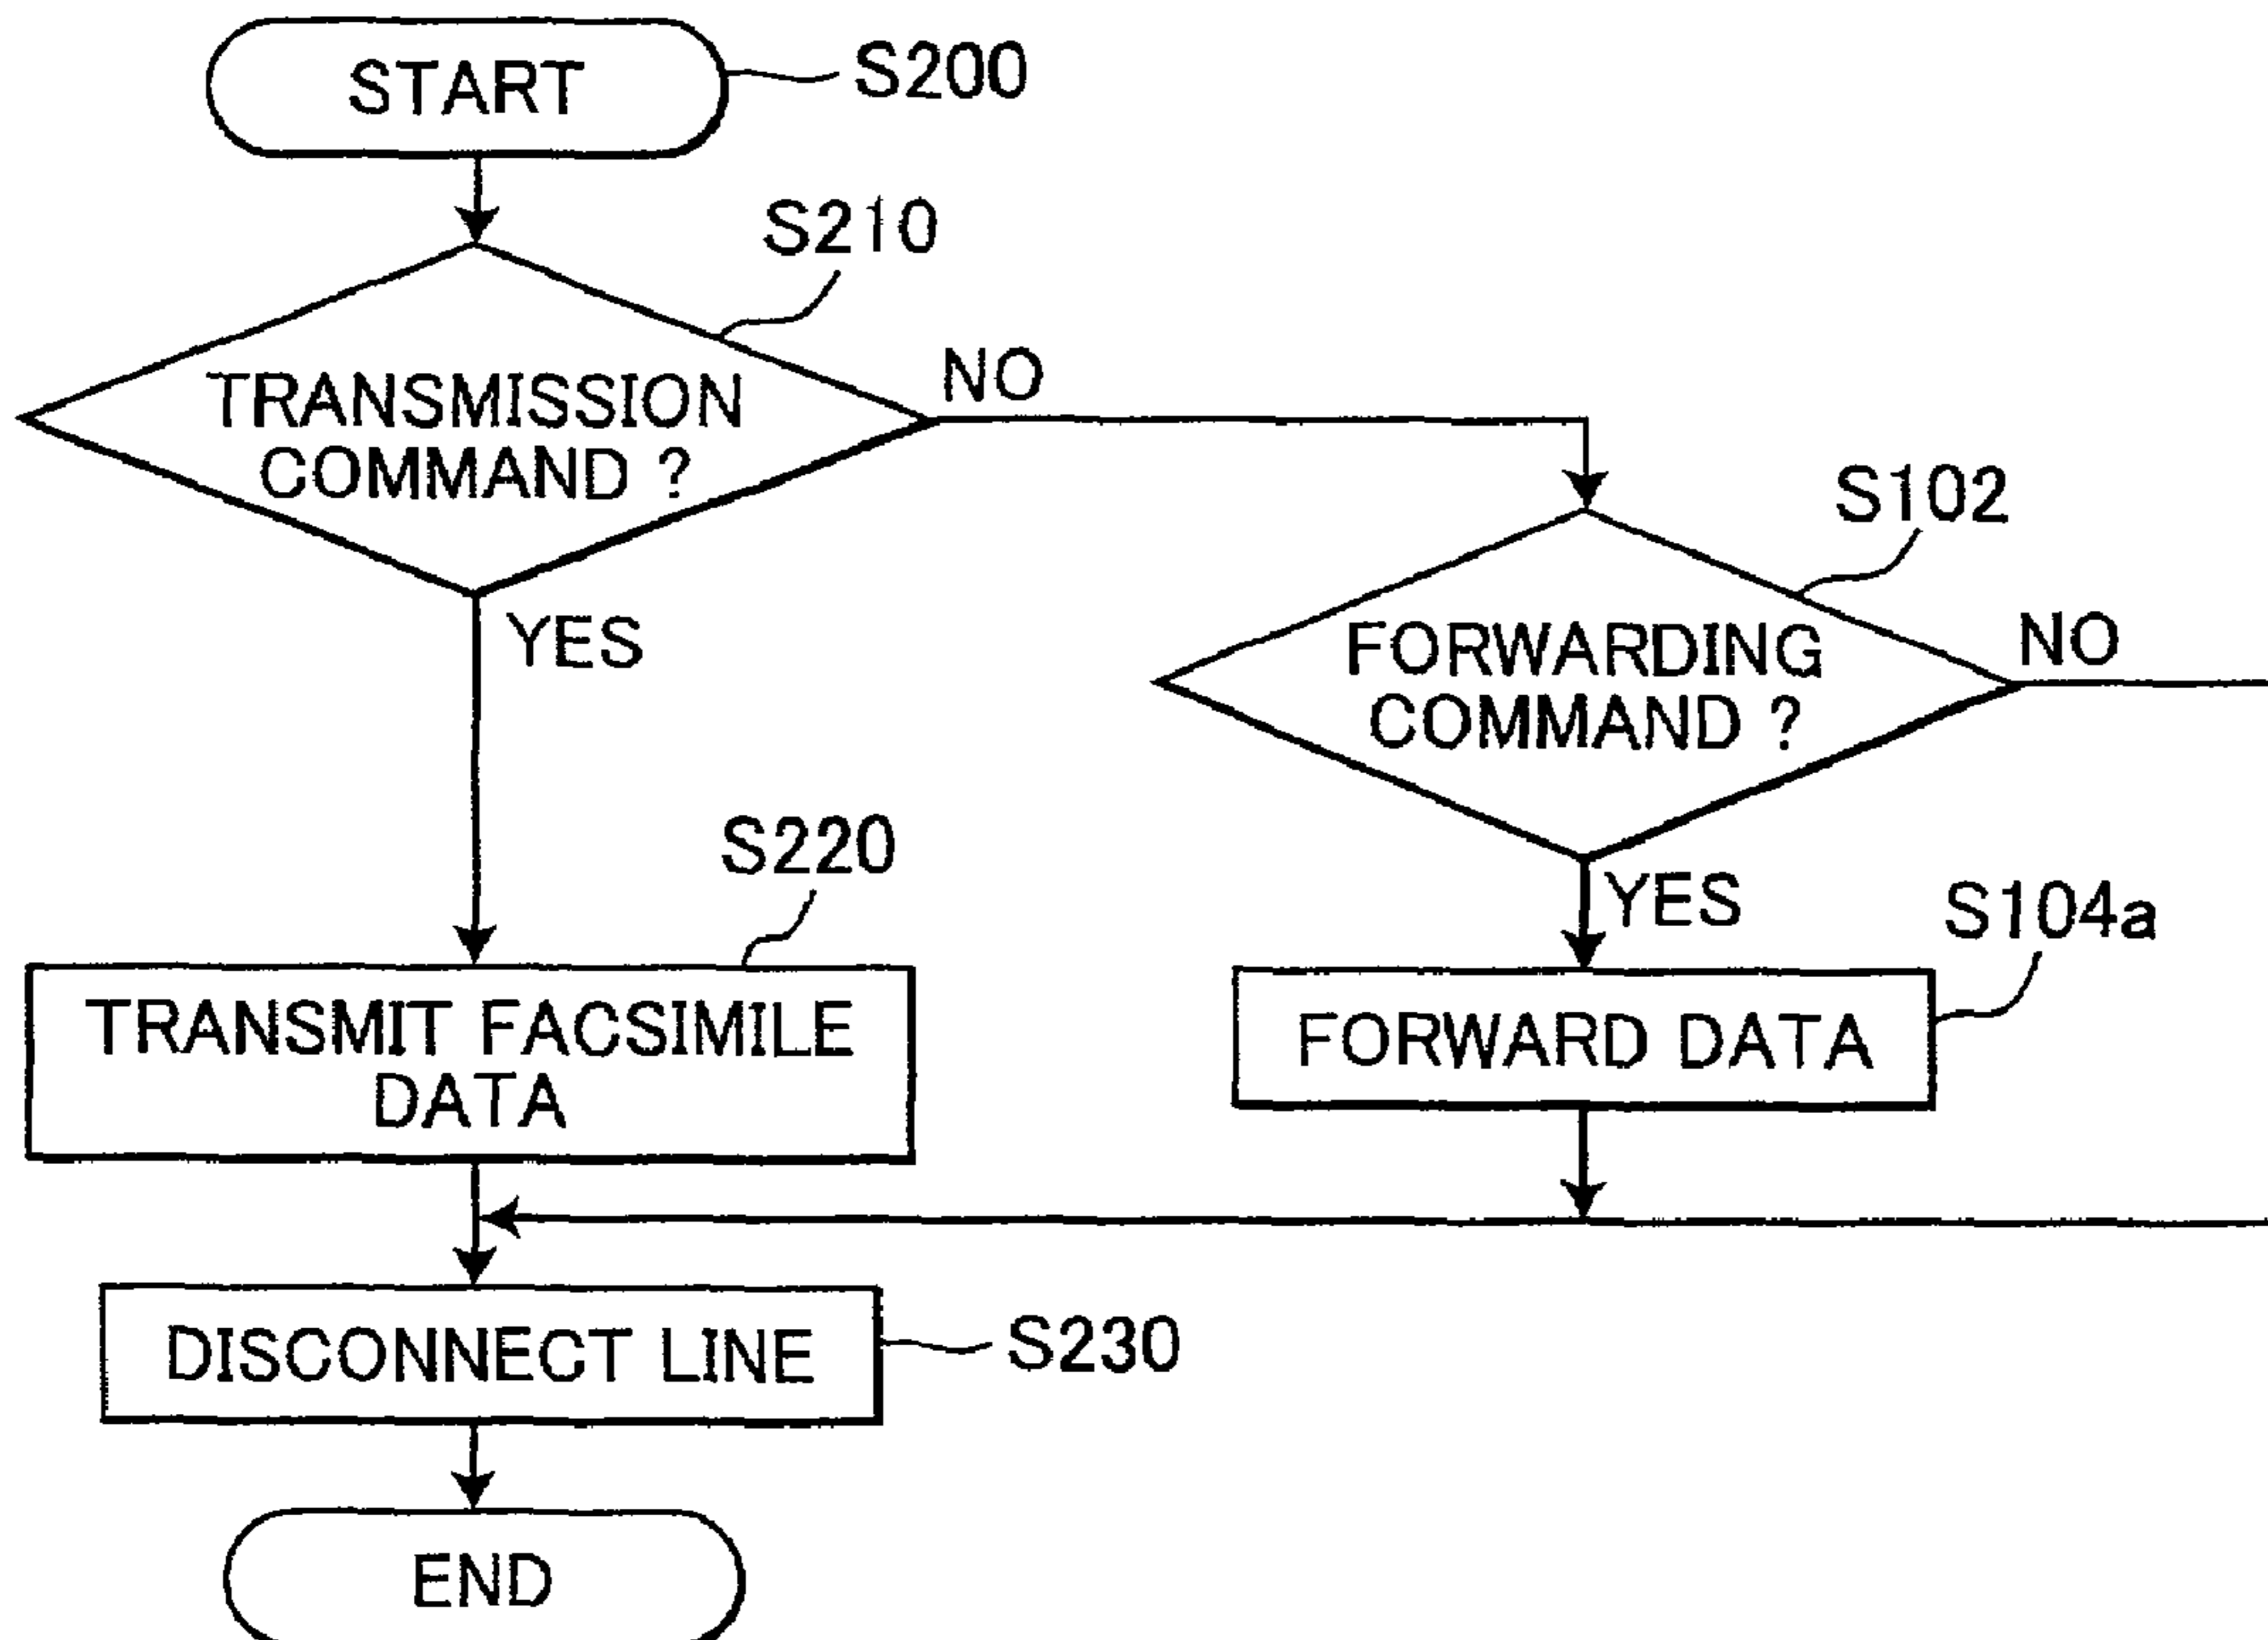 START
S200
S210
TRANSMISSION
COMMAND ?
NO
YES
S102
FORWARDING
COMMAND ?
NO
YES
S220
TRANSMIT FACSIMILE
DATA
S104a
FORWARD DATA
DISCONNECT LINE
S230
END